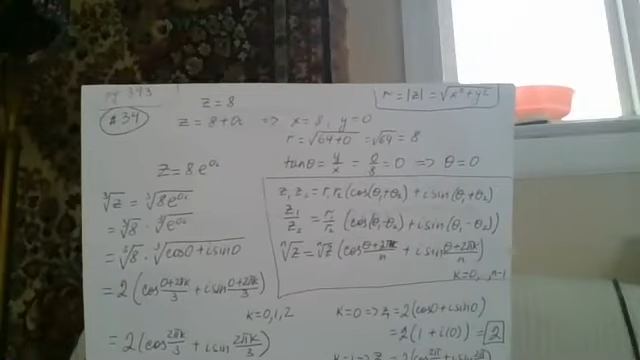 pg 393
#34
z = 8
z = 8 + 0i => x = 8, y = 0
r = |z| = √(x² + y²)
r = √(64+0) = √64 = 8
tanθ = y/x = 0/8 = 0 => θ = 0
z = 8e^(0i)
∛z = ∛(8e^(0i))
= ∛8 · ∛(e^(0i))
= ∛8 · ∛(cos0 + isin0)
= 2(cos (0+2πk)/3 + isin (0+2πk)/3)
k = 0,1,2
= 2(cos 2πk/3 + isin 2πk/3)
z₁z₂ = r₁r₂(cos(θ₁+θ₂) + isin(θ₁+θ₂)
z₁/z₂ = r₁/r₂ (cos(θ₁-θ₂) + isin(θ₁-θ₂))
ⁿ√z = ⁿ√z (cos (θ+2πk)/n + isin (θ+2πk)/n)
k = 0,.. n-1
k=0 => z₁ = 2(cos0 + isin0)
= 2(1 + i(0)) = 2